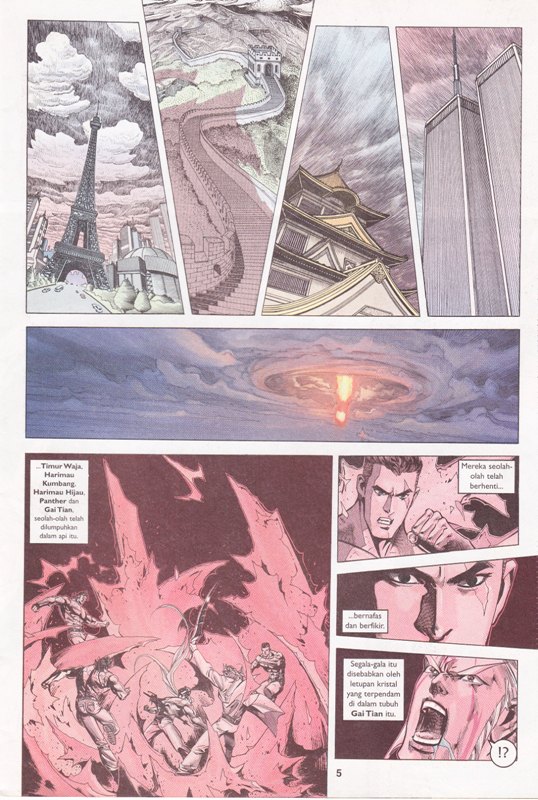 ...Timur Waja,
Harimau
Kumbang,
Harimau Hijau,
Panther dan
Gai Tian,
seolah-olah telah
dilumpuhkan
dalam api itu.
Mereka seolah-
olah telah
berhenti...
...bernafas
dan berfikir.
Segala-gala itu
disebabkan oleh
letupan kristal
yang terpendam
di dalam tubuh
Gai Tian itu.
!?
5